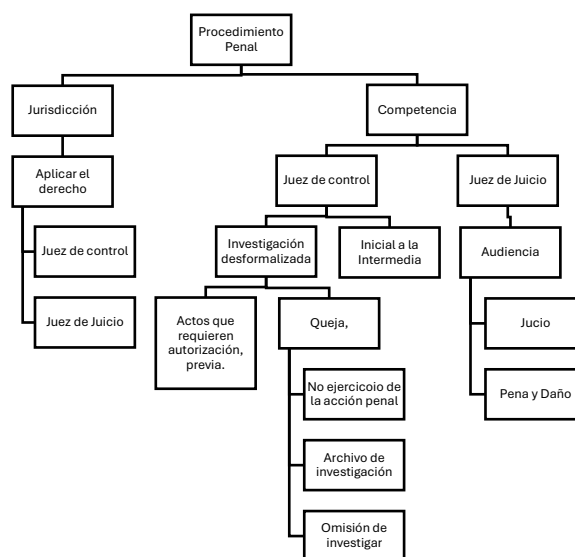 Procedimiento
Penal
Jurisdicción
Competencia
Aplicar el
derecho
Juez de control
Juez de Juicio
Juez de control
Investigación
desformalizada
Inicial a la
Intermedia
Actos que
requieren
autorización,
previa.
Queja,
No ejercicoio de
la acción penal
Archivo de
investigación
Omisión de
investigar
Juez de Juicio
Audiencia
Jucio
Pena y Daño